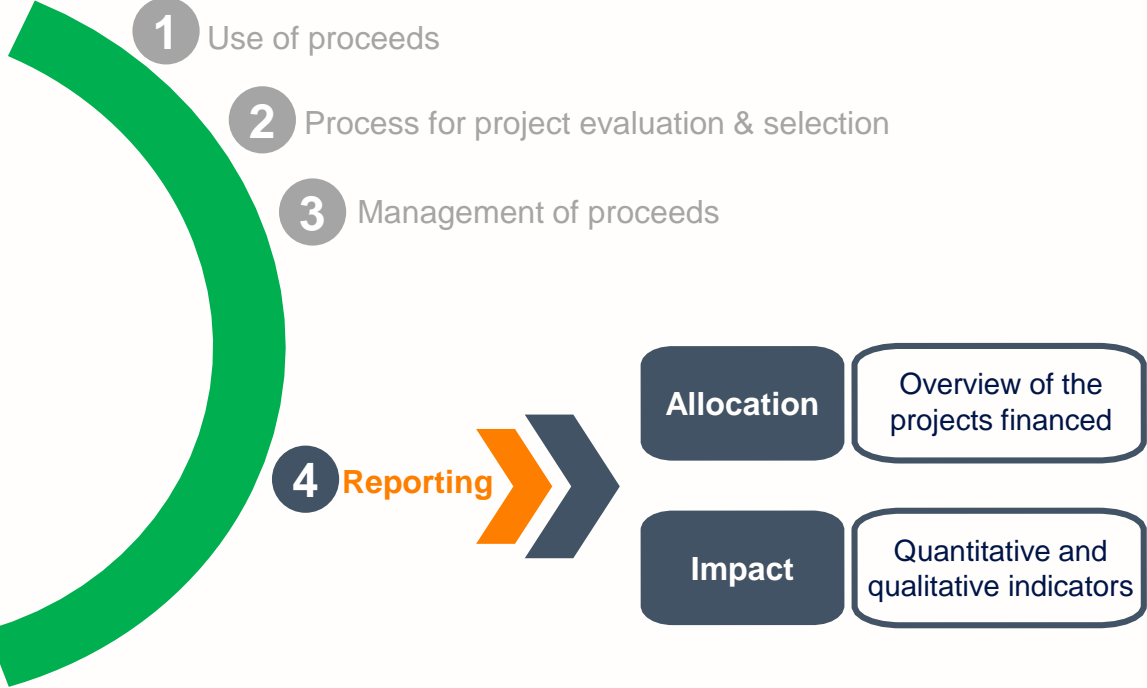 1 Use of proceeds
2 Process for project evaluation & selection
3 Management of proceeds
4 Reporting
Allocation
Overview of the
projects financed
Impact
Quantitative and
qualitative indicators